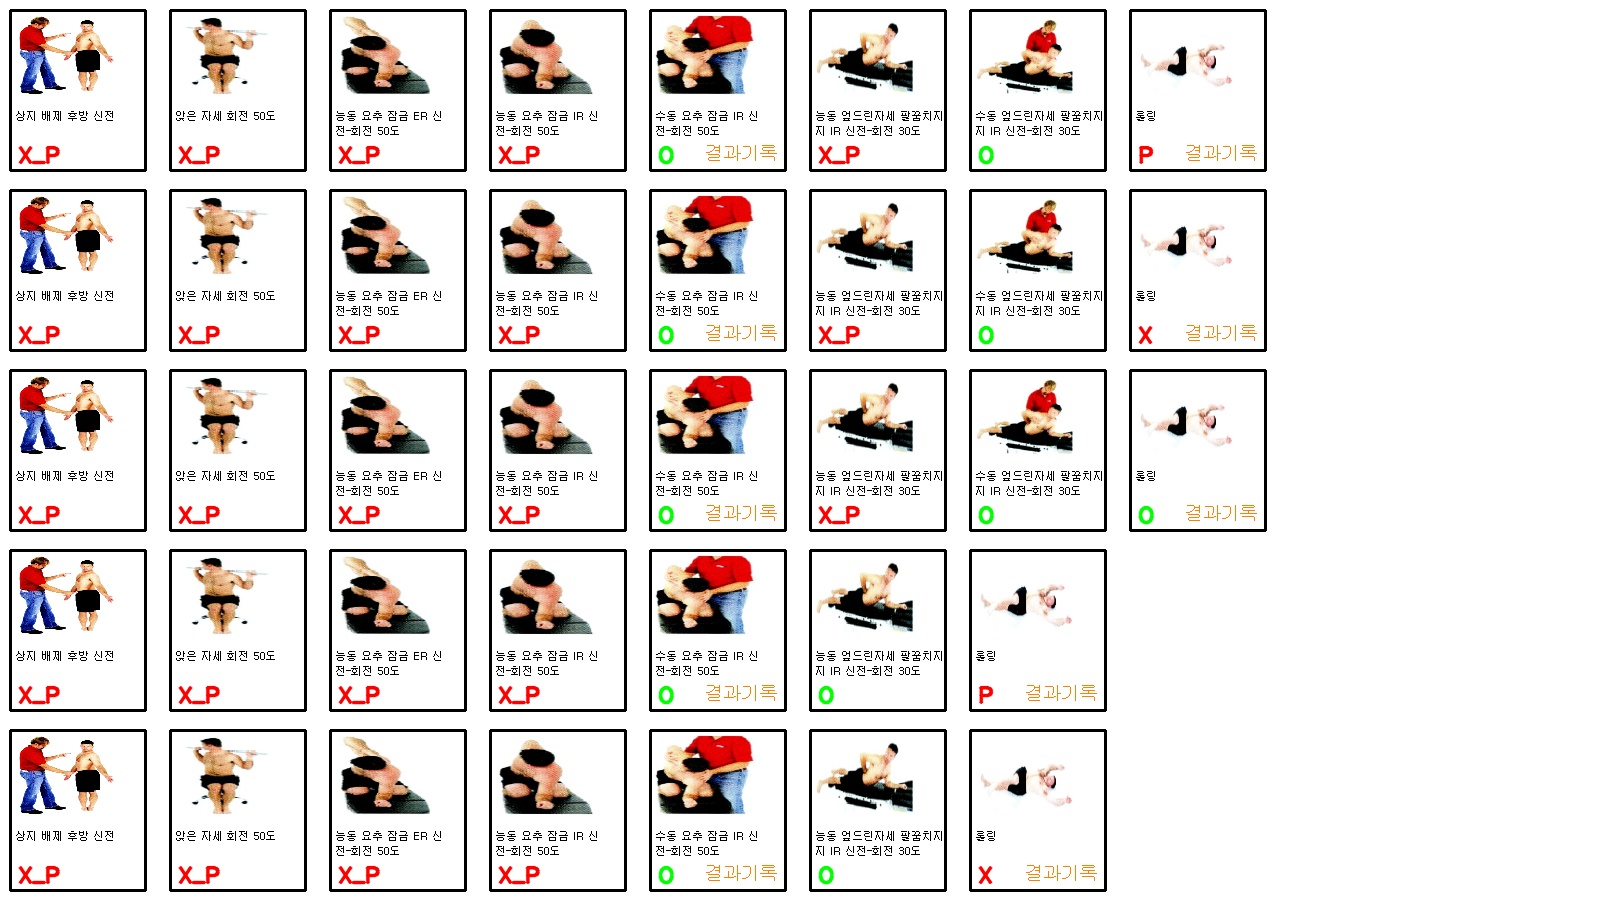 상지 배제 후방 신전
X_P
앉은 자세 회전 50도
X_P
능동 요추 잠금 ER 신
전-회전 50도
X_P
능동 요추 잠금 IR 신
전-회전 50도
X_P
수동 요추 잠금 IR 신
전-회전 50도
O 결과기록
능동 엎드린자세 팔꿈치지
지 IR 신전-회전 30도
X_P
수동 엎드린자세 팔꿈치지
지 IR 신전-회전 30도
O
롤링
P 결과기록
상지 배제 후방 신전
X_P
앉은 자세 회전 50도
X_P
능동 요추 잠금 ER 신
전-회전 50도
X_P
능동 요추 잠금 IR 신
전-회전 50도
X_P
수동 요추 잠금 IR 신
전-회전 50도
O 결과기록
능동 엎드린자세 팔꿈치지
지 IR 신전-회전 30도
X_P
수동 엎드린자세 팔꿈치지
지 IR 신전-회전 30도
O
롤링
X 결과기록
상지 배제 후방 신전
X_P
앉은 자세 회전 50도
X_P
능동 요추 잠금 ER 신
전-회전 50도
X_P
능동 요추 잠금 IR 신
전-회전 50도
X_P
수동 요추 잠금 IR 신
전-회전 50도
O 결과기록
능동 엎드린자세 팔꿈치지
지 IR 신전-회전 30도
X_P
수동 엎드린자세 팔꿈치지
지 IR 신전-회전 30도
O
롤링
O 결과기록
상지 배제 후방 신전
X_P
앉은 자세 회전 50도
X_P
능동 요추 잠금 ER 신
전-회전 50도
X_P
능동 요추 잠금 IR 신
전-회전 50도
X_P
수동 요추 잠금 IR 신
전-회전 50도
O 결과기록
능동 엎드린자세 팔꿈치지
지 IR 신전-회전 30도
O
롤링
P 결과기록
상지 배제 후방 신전
X_P
앉은 자세 회전 50도
X_P
능동 요추 잠금 ER 신
전-회전 50도
X_P
능동 요추 잠금 IR 신
전-회전 50도
X_P
수동 요추 잠금 IR 신
전-회전 50도
O 결과기록
능동 엎드린자세 팔꿈치지
지 IR 신전-회전 30도
O
롤링
X 결과기록